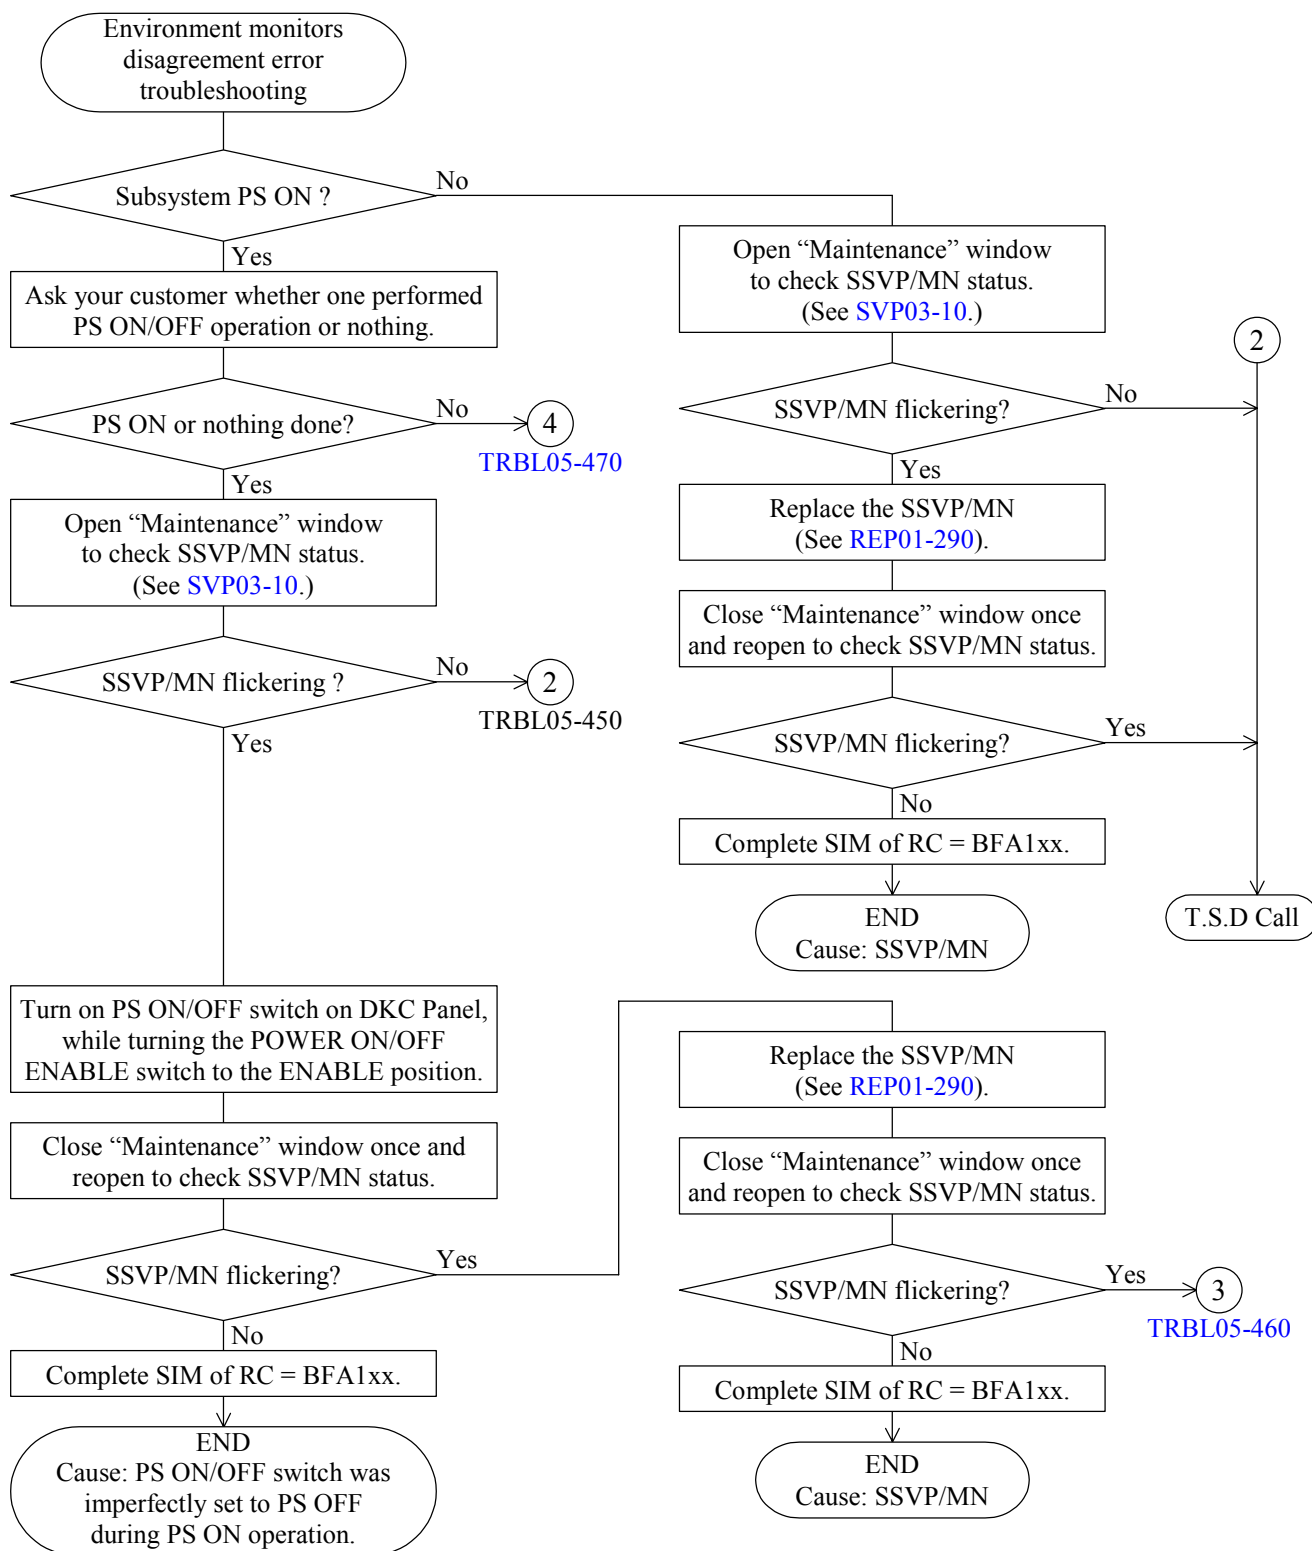 Environment monitors
disagreement error
troubleshooting
Subsystem PS ON ?
No
Yes
Ask your customer whether one performed
PS ON/OFF operation or nothing.
PS ON or nothing done?
No
4
TRBL05-470
Yes
Open “Maintenance” window
to check SSVP/MN status.
(See SVP03-10.)
SSVP/MN flickering ?
No
2
TRBL05-450
Yes
Turn on PS ON/OFF switch on DKC Panel,
while turning the POWER ON/OFF
ENABLE switch to the ENABLE position.
Close “Maintenance” window once and
reopen to check SSVP/MN status.
SSVP/MN flickering?
Yes
No
Complete SIM of RC = BFA1xx.
END
Cause: PS ON/OFF switch was
imperfectly set to PS OFF
during PS ON operation.
Open “Maintenance” window
to check SSVP/MN status.
(See SVP03-10.)
2
SSVP/MN flickering?
No
Yes
Replace the SSVP/MN
(See REP01-290).
Close “Maintenance” window once
and reopen to check SSVP/MN status.
SSVP/MN flickering?
Yes
No
Complete SIM of RC = BFA1xx.
END
Cause: SSVP/MN
T.S.D Call
Replace the SSVP/MN
(See REP01-290).
Close “Maintenance” window once
and reopen to check SSVP/MN status.
SSVP/MN flickering?
Yes
3
TRBL05-460
No
Complete SIM of RC = BFA1xx.
END
Cause: SSVP/MN